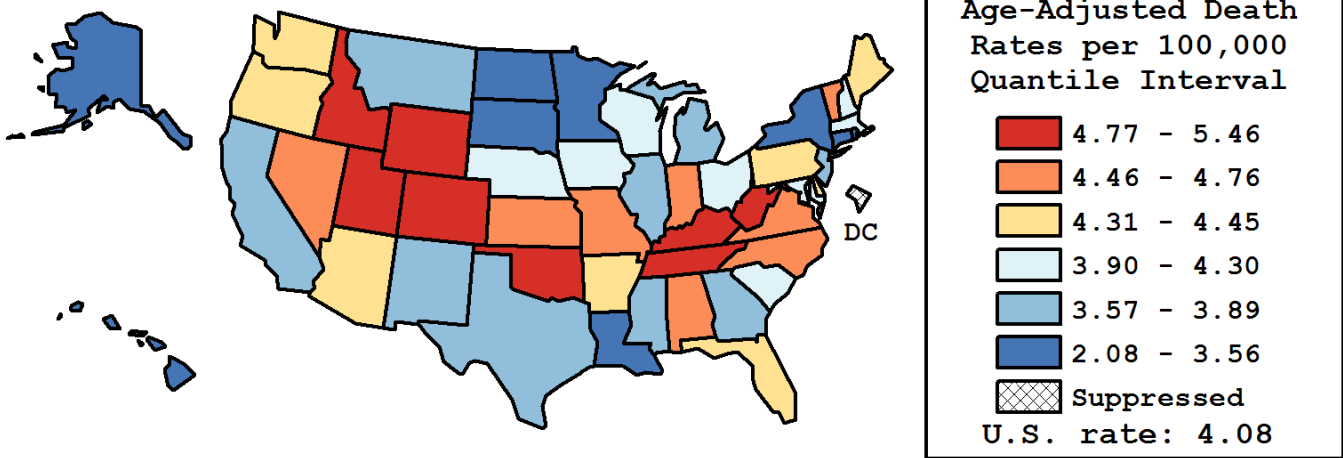 Age-Adjusted Death
Rates per 100,000
Quantile Interval
4.77 - 5.46
4.46 - 4.76
4.31 - 4.45
3.90 - 4.30
3.57 - 3.89
2.08 - 3.56
Suppressed
U.S. rate: 4.08
DC